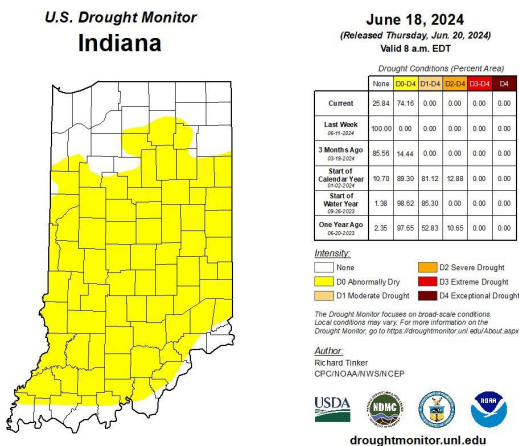 U.S. Drought Monitor
Indiana
June 18, 2024
(Released Thursday, Jun. 20, 2024)
Valid 8 a.m. EDT
Drought Conditions (Percent Area)
None D0-D4 D1-D4 D2-D4 D3-D4 D4
Current 25.84 74.16 0.00 0.00 0.00 0.00
Last Week 06-11-2024 100.00 0.00 0.00 0.00 0.00 0.00
3 Months Ago 03-19-2024 85.56 14.44 0.00 0.00 0.00 0.00
Start of Calendar Year 01-02-2024 10.70 89.30 81.12 12.88 0.00 0.00
Start of Water Year 09-26-2023 1.38 98.62 85.30 0.00 0.00 0.00
One Year Ago 06-20-2023 2.35 97.65 52.83 10.65 0.00 0.00
Intensity:
None
D0 Abnormally Dry
D1 Moderate Drought
D2 Severe Drought
D3 Extreme Drought
D4 Exceptional Drought
The Drought Monitor focuses on broad-scale conditions.
Local conditions may vary. For more information on the
Drought Monitor, go to https://droughtmonitor.unl.edu/About.aspx
Author:
Richard Tinker
CPC/NOAA/NWS/NCEP
USDA
NDMC
NOAA
droughtmonitor.unl.edu